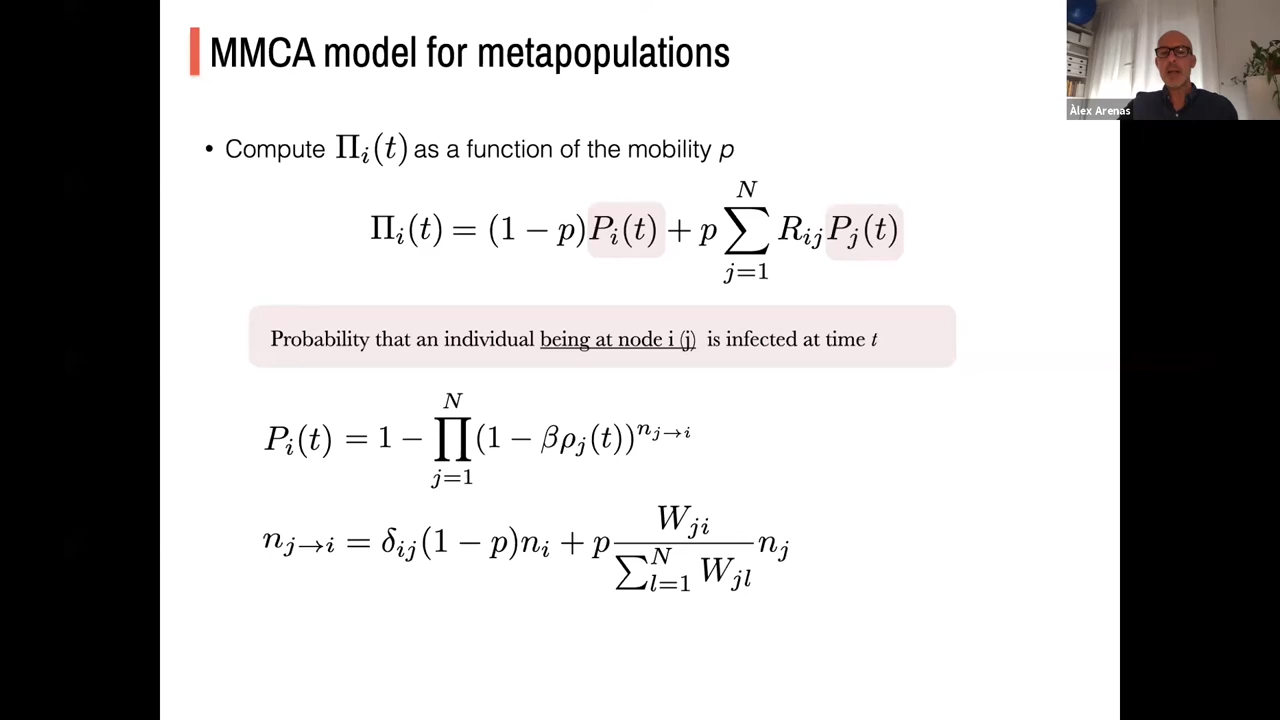 MMCA model for metapopulations
Àlex Arenas
• Compute Π_i(t) as a function of the mobility p
Π_i(t) = (1 − p)P_i(t) + p ∑_{j=1}^{N} R_{ij}P_j(t)
Probability that an individual being at node i (j) is infected at time t
P_i(t) = 1 − ∏_{j=1}^{N} (1 − βρ_j(t))^{n_{j→i}}
n_{j→i} = δ_{ij}(1 − p)n_i + p \frac{W_{ji}}{∑_{l=1}^{N} W_{jl}} n_j